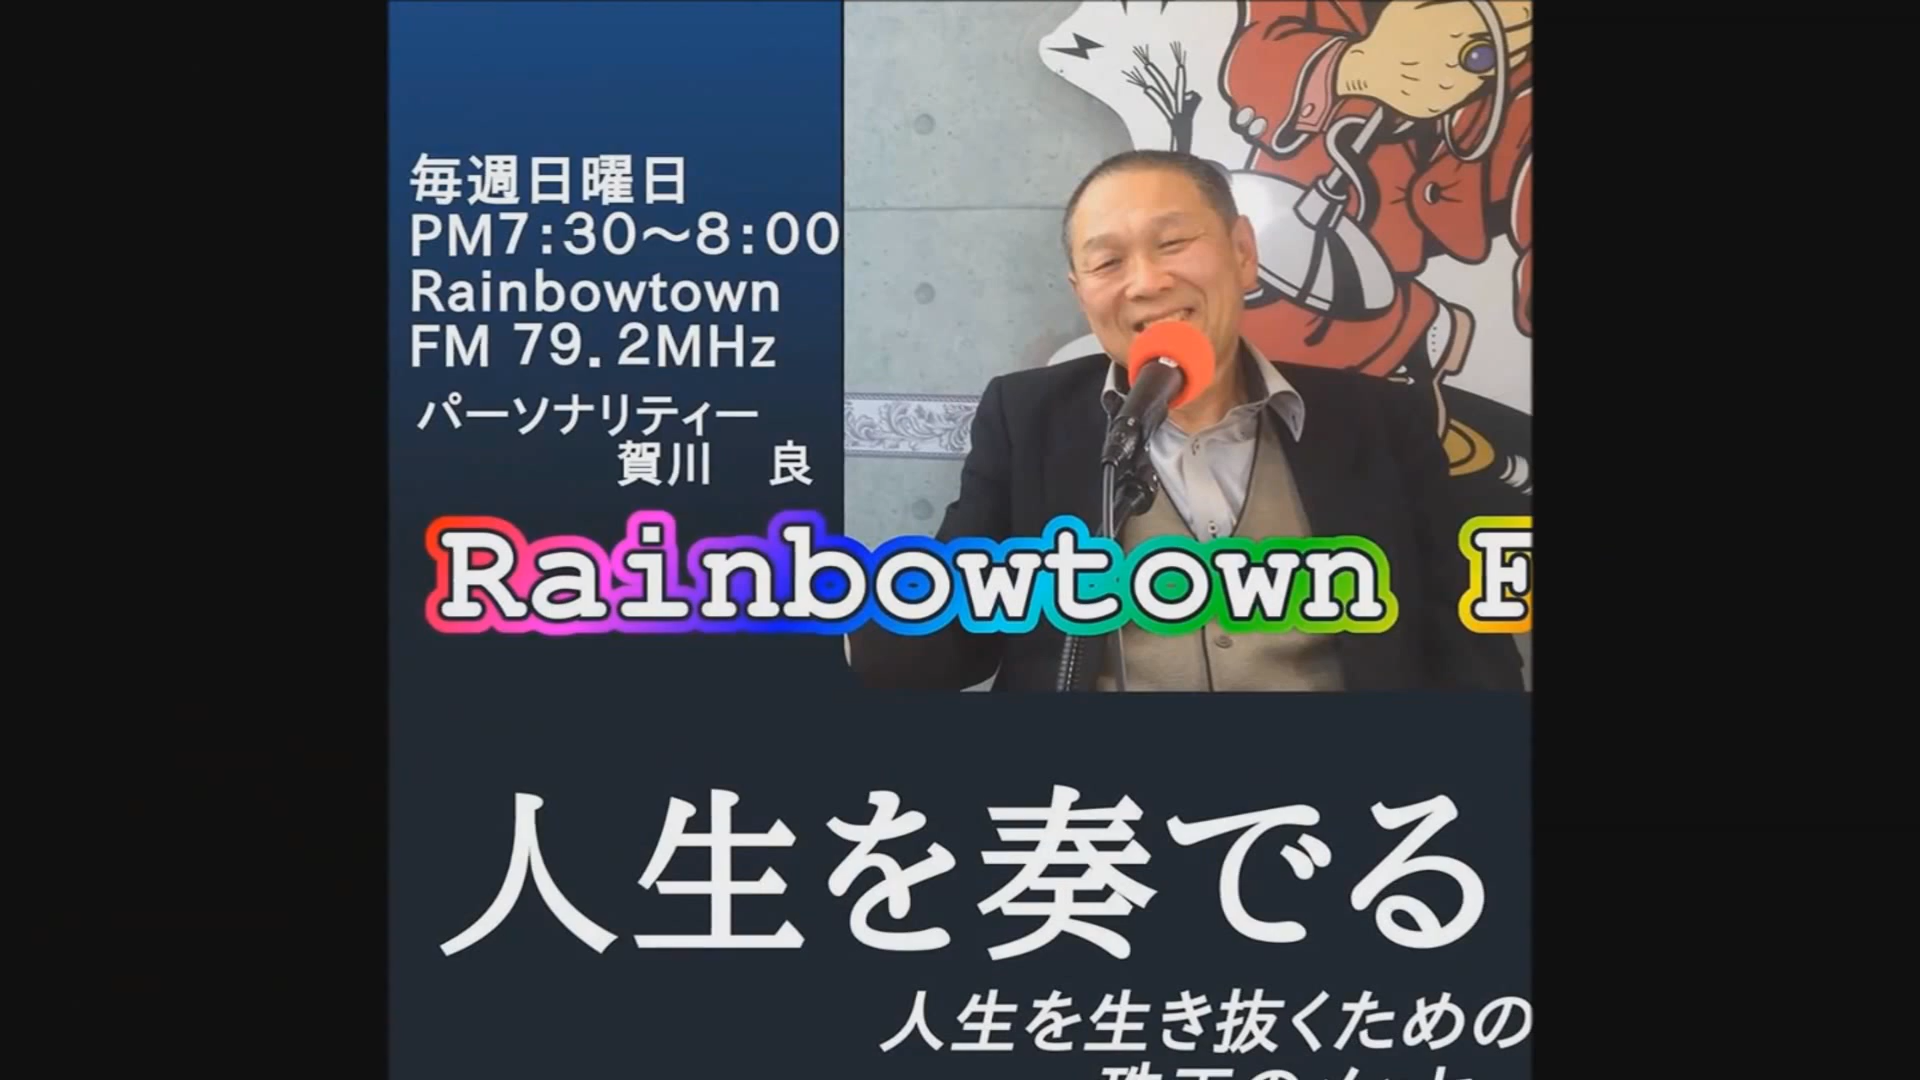 毎週日曜日
PM7:30〜8:00
Rainbowtown
FM 79.2MHz
パーソナリティー
賀川　良
Rainbowtown F
人生を奏でる
人生を生き抜くための